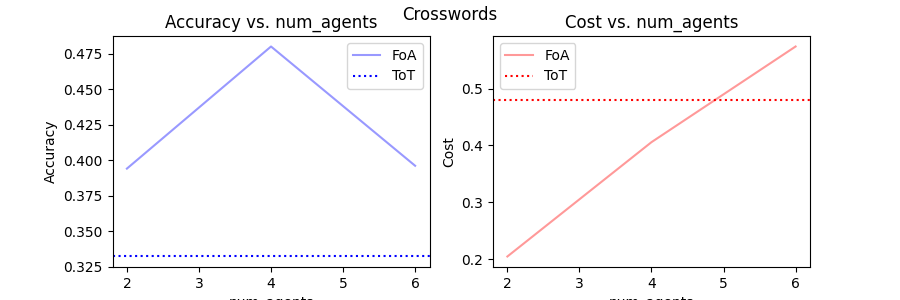 Crosswords
Accuracy vs. num_agents
Accuracy
0.475
0.450
0.425
0.400
0.375
0.350
0.325
FoA
ToT
2 3 4 5 6
num_agents
Cost vs. num_agents
Cost
0.5
0.4
0.3
0.2
FoA
ToT
2 3 4 5 6
num_agents